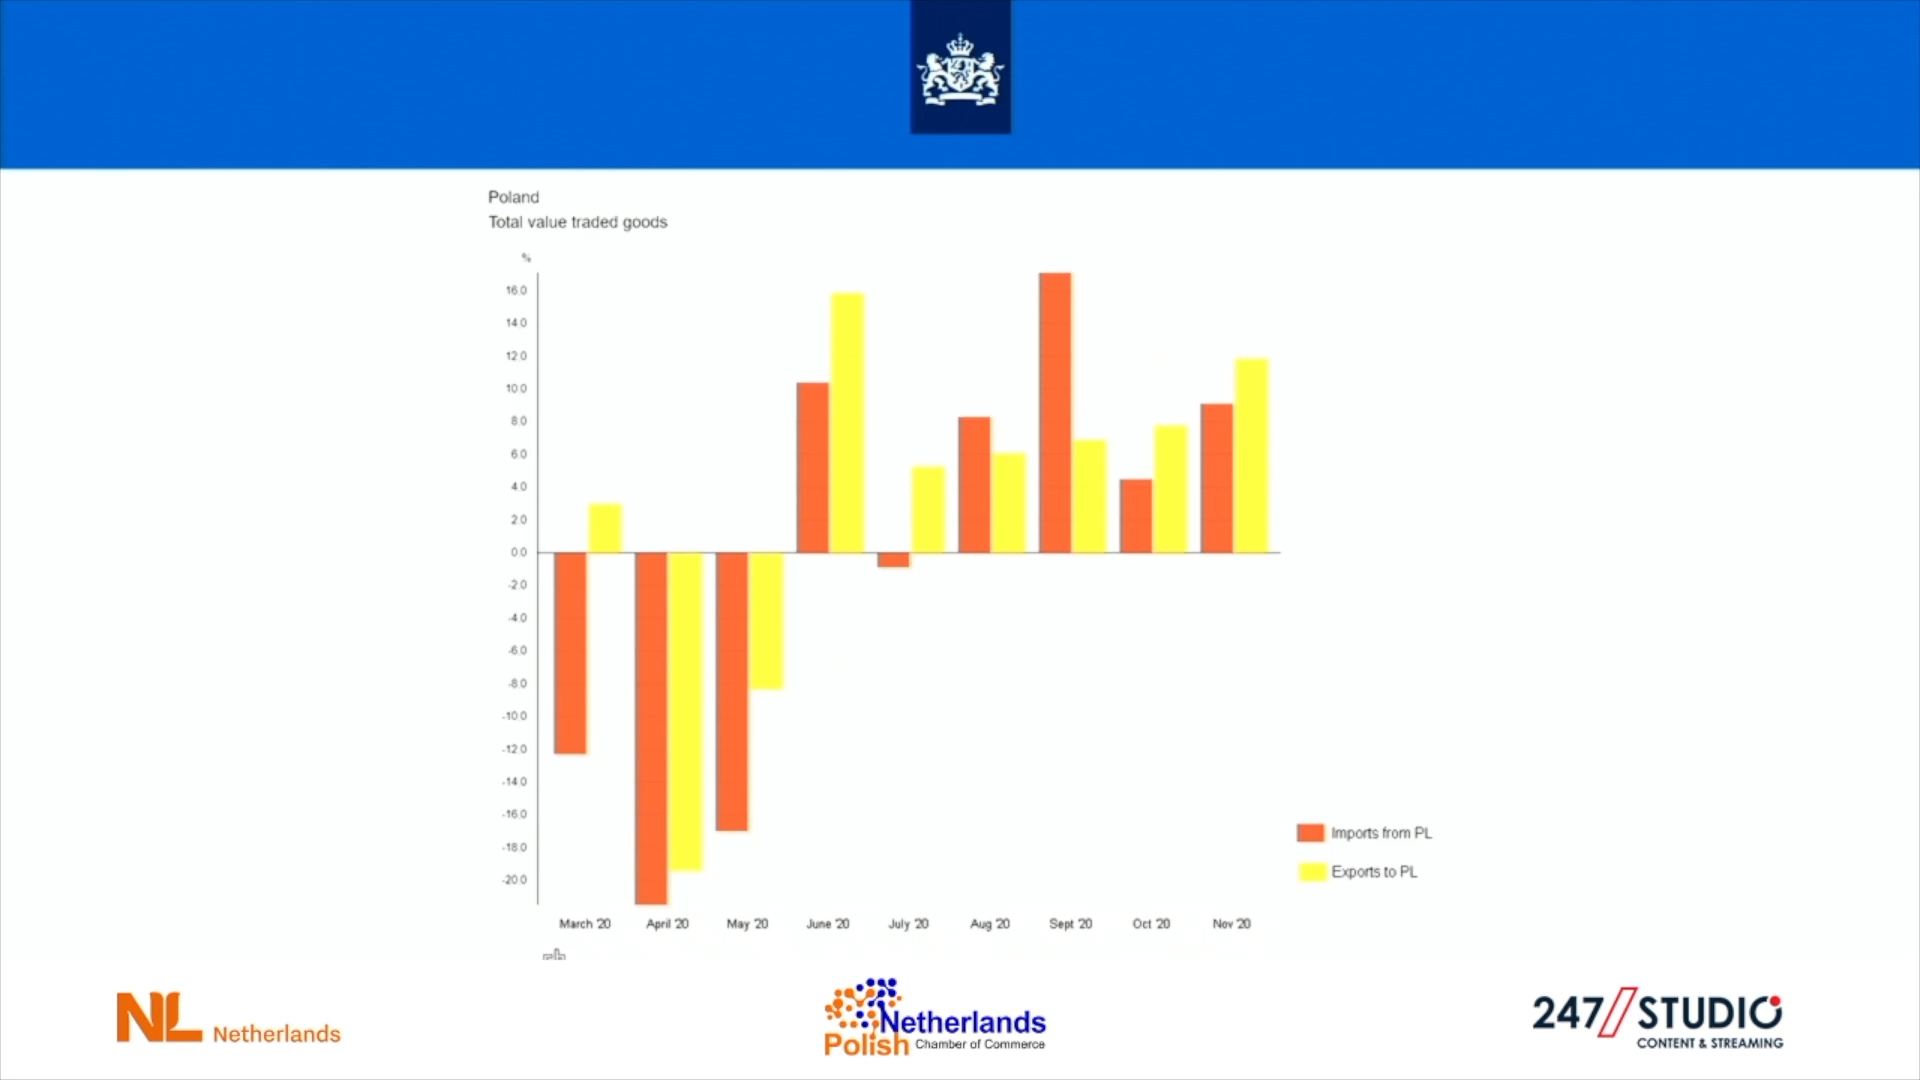 Poland
Total value traded goods
%
16.0
14.0
12.0
10.0
8.0
6.0
4.0
2.0
0.0
-2.0
-4.0
-6.0
-8.0
-10.0
-12.0
-14.0
-16.0
-18.0
-20.0
Imports from PL
Exports to PL
March '20 April '20 May '20 June '20 July '20 Aug '20 Sept '20 Oct '20 Nov '20
NL Netherlands
Netherlands
Polish Chamber of Commerce
247//STUDIO
CONTENT & STREAMING